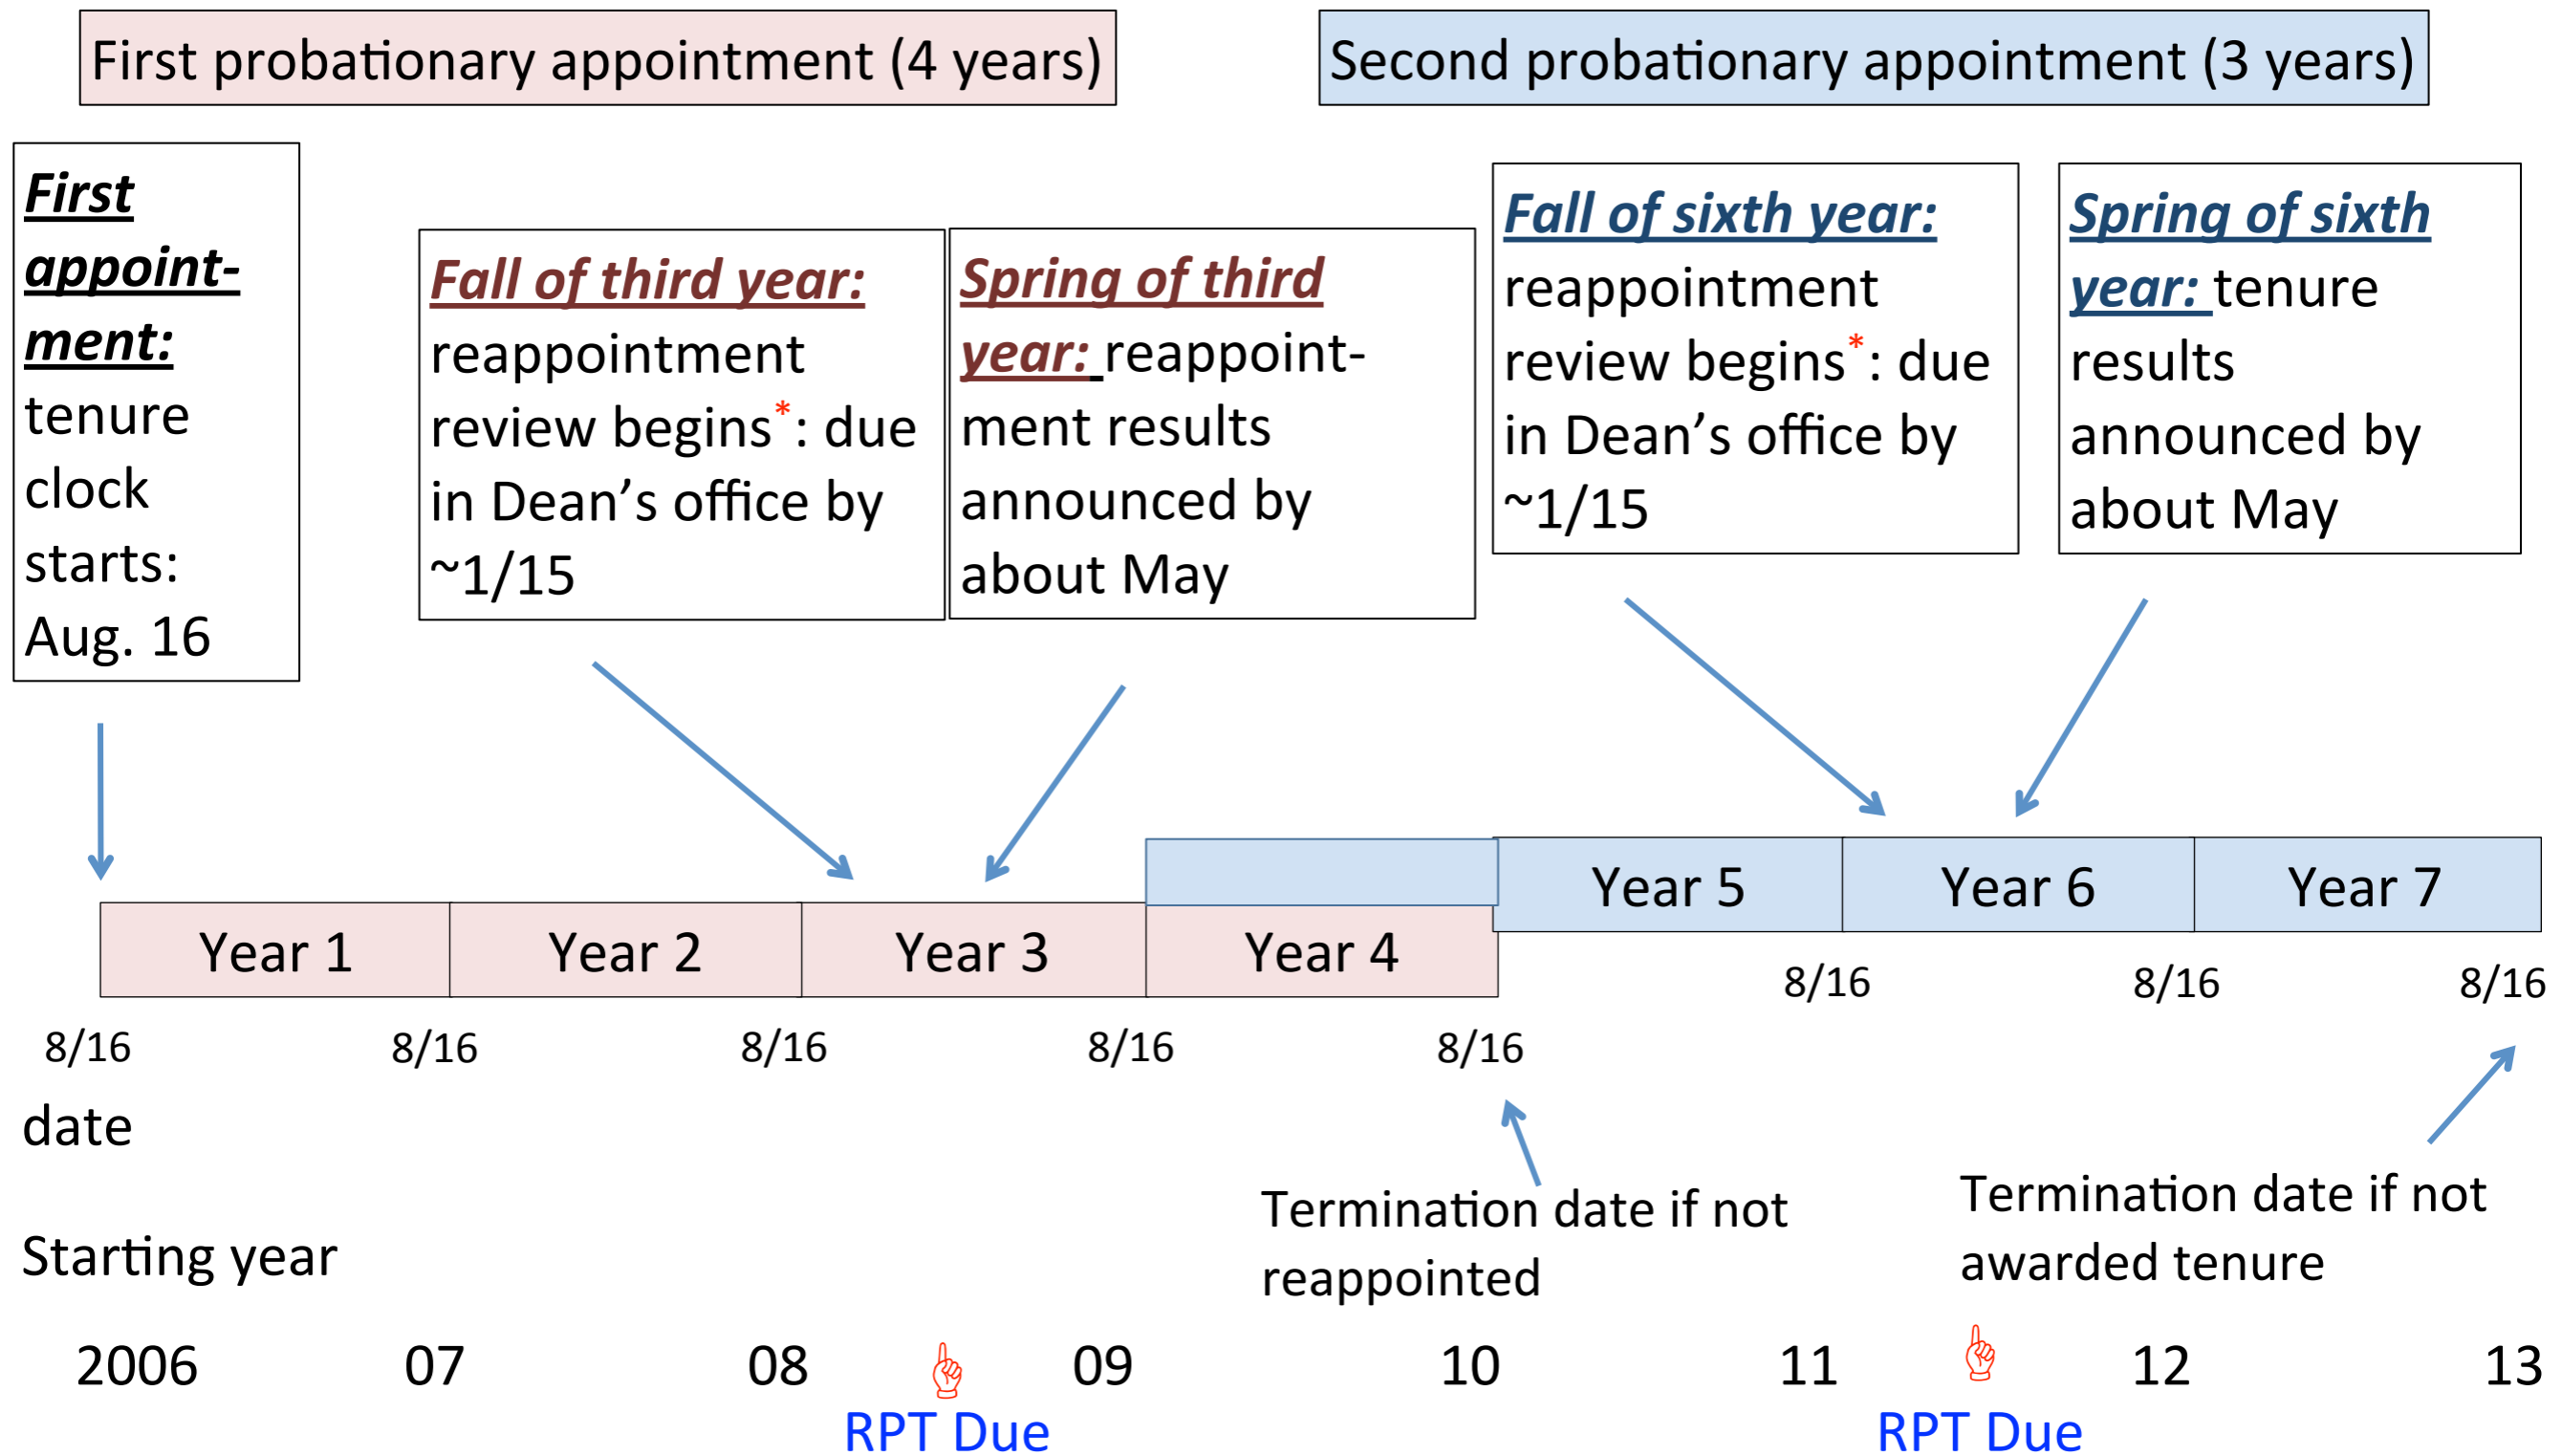 First probationary appointment (4 years)
Second probationary appointment (3 years)
First
appoint-
ment:
tenure
clock
starts:
Aug. 16
Fall of third year:
reappointment
review begins*: due
in Dean’s office by
~1/15
Spring of third
year: reappoint-
ment results
announced by
about May
Fall of sixth year:
reappointment
review begins*: due
in Dean’s office by
~1/15
Spring of sixth
year: tenure
results
announced by
about May
Year 1
Year 2
Year 3
Year 4
Year 5
Year 6
Year 7
8/16
8/16
8/16
8/16
8/16
8/16
8/16
8/16
date
Termination date if not
reappointed
Termination date if not
awarded tenure
Starting year
2006
07
08
09
10
11
12
13
RPT Due
RPT Due